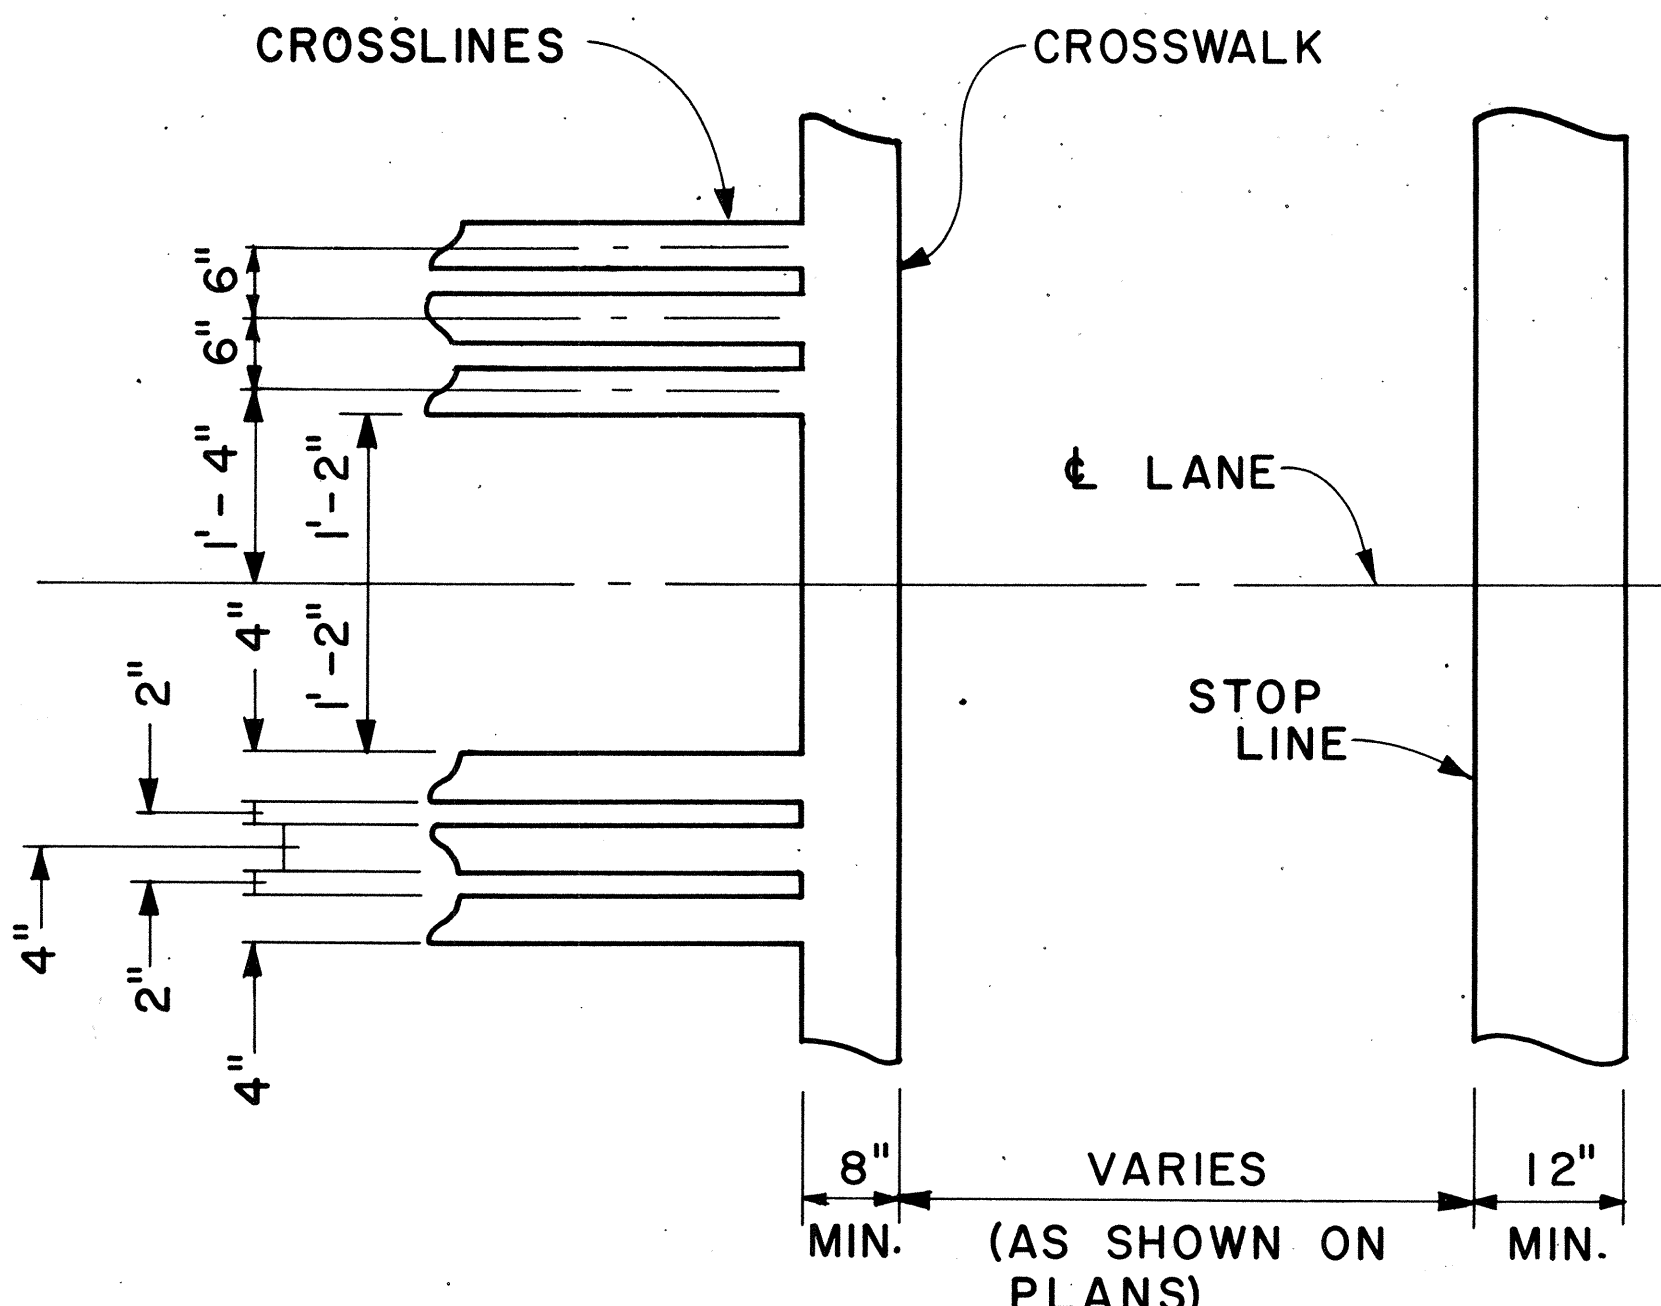 CROSSLINES
CROSSWALK
6"
6"
1'-4"
1'-2"
℄ LANE
4"
1'-2"
2"
STOP
LINE
4"
2"
4"
8"
MIN.
VARIES
(AS SHOWN ON
PLANS)
12"
MIN.